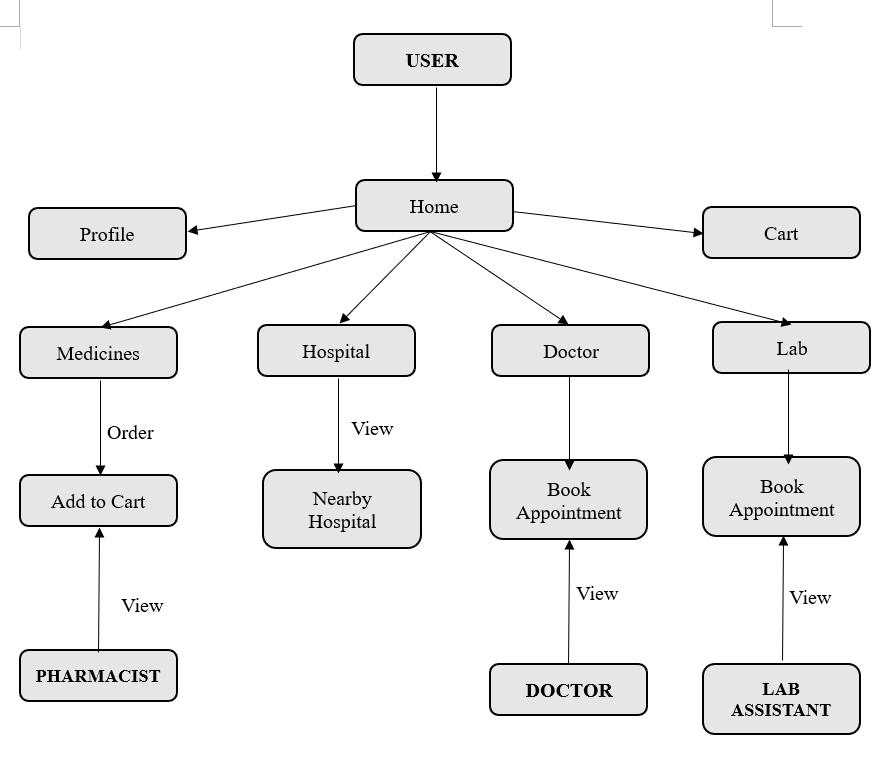 USER
Home
Profile
Cart
Medicines
Hospital
Doctor
Lab
Order
View
Add to Cart
Nearby
Hospital
Book
Appointment
Book
Appointment
View
View
View
PHARMACIST
DOCTOR
LAB
ASSISTANT